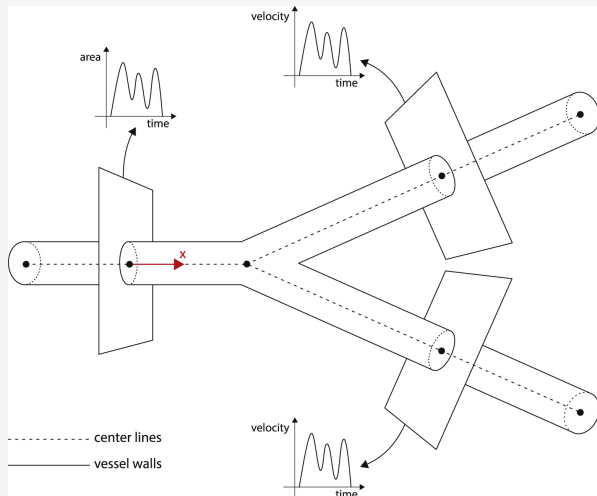 velocity
time
area
time
x
center lines
vessel walls
velocity
time